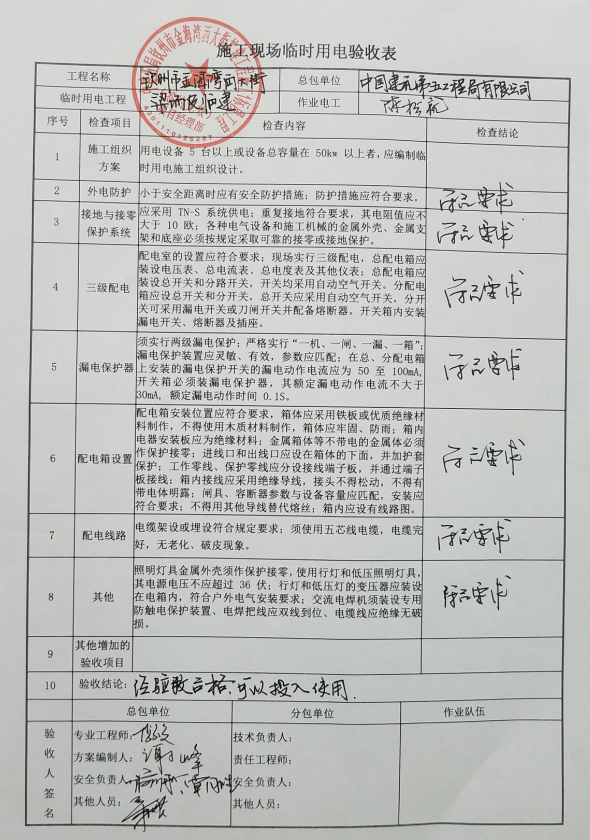 施工现场临时用电验收表
工程名称 钦州市金海湾西大街 总包单位 中国建筑第五工程局有限公司
临时用电工程 作业电工
序号 检查项目 检查内容 检查结论
1 施工组织方案 用电设备 5 台以上或设备总容量在 50kw 以上者，应编制临
时用电施工组织设计。
2 外电防护 小于安全距离时应有安全防护措施；防护措施应符合要求。 符合要求
3 接地与接零保护系统 应采用 TN-S 系统供电；重复接地符合要求，其电阻值应不
大于 10 欧；各种电气设备和施工机械的金属外壳、金属支
架和底座必须按规定采取可靠的接零或接地保护。 符合要求
4 三级配电 配电室的设置应符合要求；现场实行三级配电，总配电箱应
装设电压表、总电流表、总电度表及其他仪表；总配电箱应
装设总开关和分路开关，开关均采用自动空气开关。分配电
箱应设总开关和分开关，总开关应采用自动空气开关，分开
关可采用漏电开关或刀闸开关并配备熔断器。开关箱内安装
漏电开关、熔断器及插座。 符合要求
5 漏电保护器 须实行两级漏电保护；严格实行“一机、一闸、一漏、一箱”；
漏电保护装置应灵敏、有效，参数应匹配；在总、分配电箱
上安装的漏电保护开关的漏电动作电流应为 50 至 100mA，
开关箱必须装漏电保护器，其额定漏电动作电流不大于
30mA，额定漏电动作时间 0.1S。 符合要求
6 配电箱设置 配电箱安装位置应符合要求，箱体应采用铁板或优质绝缘材
料制作，不得使用木质材料制作，箱体应牢固、防雨；箱内
电器安装板应为绝缘材料；金属箱体等不带电的金属体必须
作保护接零；进线口和出线口应设在箱体的下面，并加护套
保护；工作零线、保护零线应分设接线端子板，并通过端子
板接线；箱内接线应采用绝缘导线，接头不得松动，不得有
带电体明露；闸具、容断器参数与设备容量应匹配，安装应
符合要求；不得用其他导线替代熔丝；箱内应设有线路图。 符合要求
7 配电线路 电缆架设或埋设符合规定要求；须使用五芯线电缆，电缆完
好，无老化、破皮现象。 符合要求
8 其他 照明灯具金属外壳须作保护接零，使用行灯和低压照明灯具，
其电源电压不应超过 36 伏；行灯和低压灯的变压器应装设
在电箱内，符合户外电气安装要求；交流电焊机须装设专用
防触电保护装置、电焊把线应双线到位、电缆线应绝缘无破
损。 符合要求
9 其他增加的验收项目
10 验收结论：经验收合格，可以投入使用.
验收人签名 总包单位 分包单位 作业队伍
专业工程师： 技术负责人：
方案编制人： 责任工程师：
安全负责人： 安全负责人：
其他人员： 其他人员：